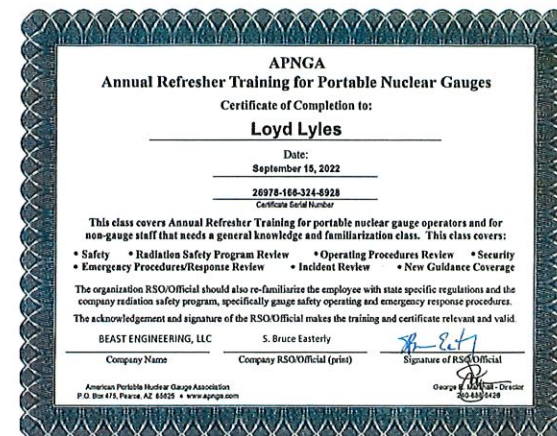 APNGA
Annual Refresher Training for Portable Nuclear Gauges
Certificate of Completion to:
Loyd Lyles
Date:
September 15, 2022
26978-166-324-6928
Certificate Serial Number
This class covers Annual Refresher Training for portable nuclear gauge operators and for
non-gauge staff that needs a general knowledge and familiarization class. This class covers:
• Safety • Radiation Safety Program Review • Operating Procedures Review • Security
• Emergency Procedures/Response Review • Incident Review • New Guidance Coverage
The organization RSO/Official should also re-familiarize the employee with state specific regulations and the
company radiation safety program, specifically gauge safety operating and emergency response procedures.
The acknowledgement and signature of the RSO/Official makes the training and certificate relevant and valid.
BEAST ENGINEERING, LLC S. Bruce Easterly
Company Name Company RSO/Official (print) Signature of RSO/Official
American Portable Nuclear Gauge Association George Marshall - Director
P.O. Box 475, Pearce, AZ 85625 • www.apnga.com